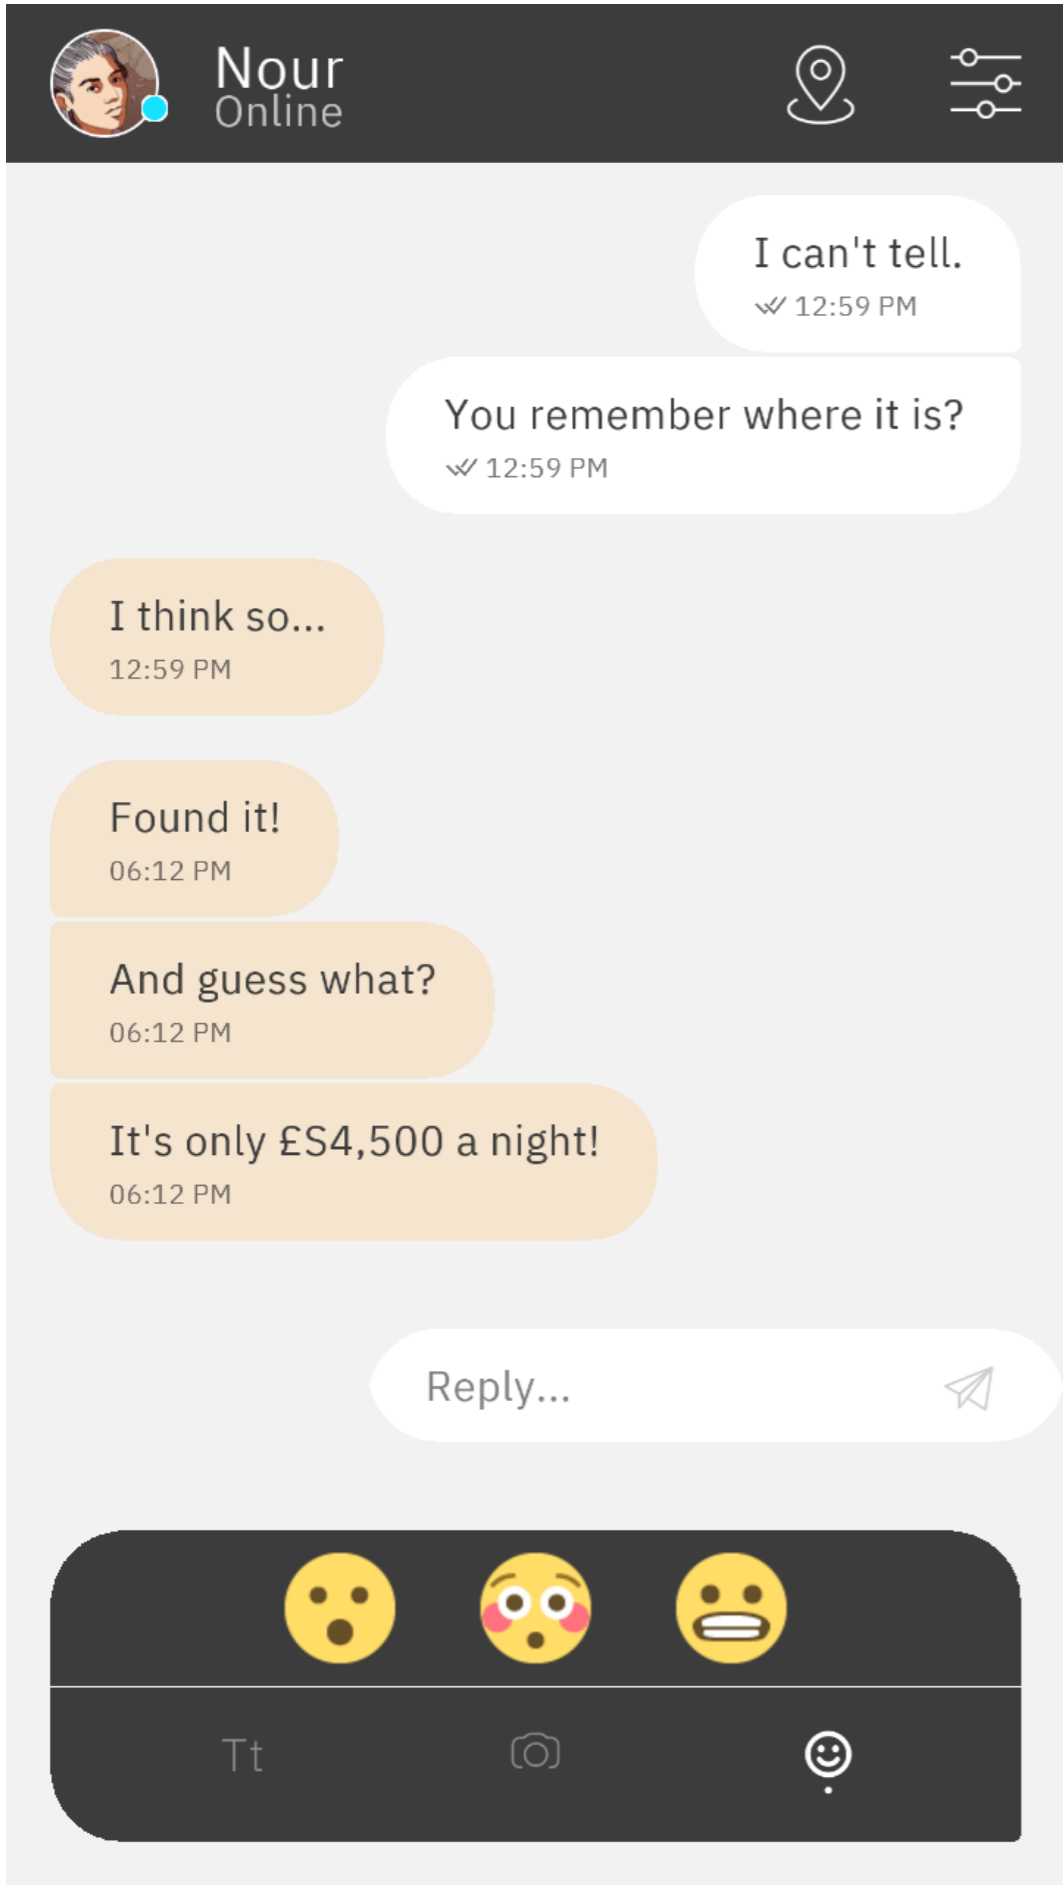 Nour
Online
I can't tell.
12:59 PM
You remember where it is?
12:59 PM
I think so...
12:59 PM
Found it!
06:12 PM
And guess what?
06:12 PM
It's only £S4,500 a night!
06:12 PM
Reply...
Tt